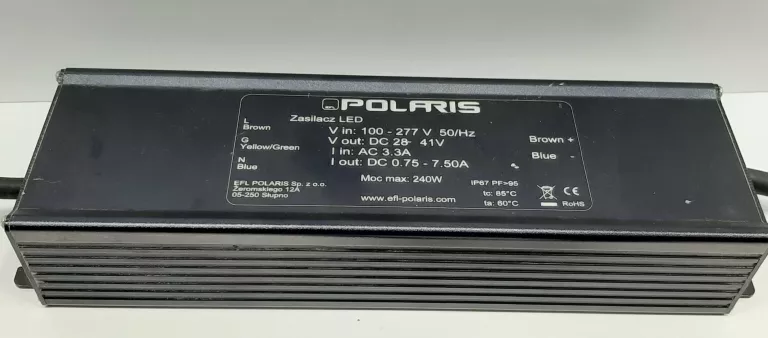 EFL POLARIS
Zasilacz LED
L
Brown
G
Yellow/Green
N
Blue
V in: 100 - 277 V 50/Hz
V out: DC 28- 41V
I in: AC 3.3A
I out: DC 0.75 - 7.50A
Moc max: 240W
Brown +
Blue -
EFL POLARIS Sp. z o.o.
Żeromskiego 12A
05-250 Słupno
www.efl-polaris.com
IP67 PF>95
tc: 85°C
ta: 60°C
CE
RoHS